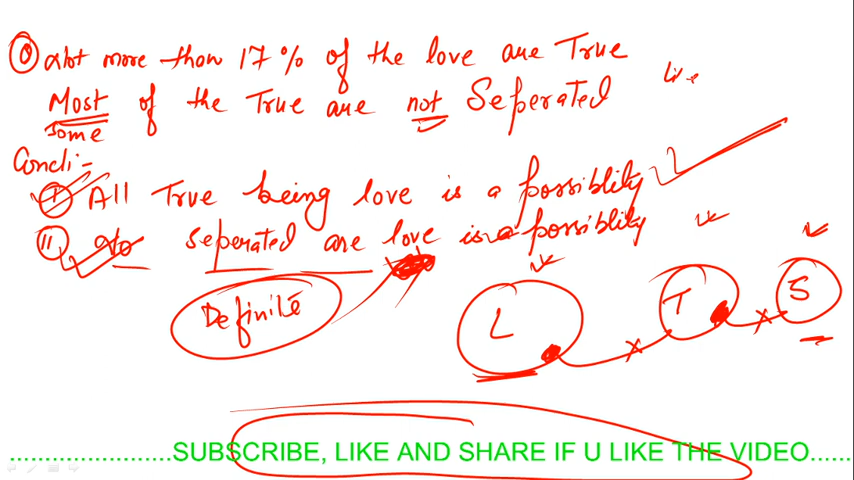 alot more than 17% of the love are True
live
Most of the True are not Seperated
some
Concli:-
I All True being love is a possiblity
II seperated are love is a possiblity
Definite
L T S
.......................SUBSCRIBE, LIKE AND SHARE IF U LIKE THE VIDEO......